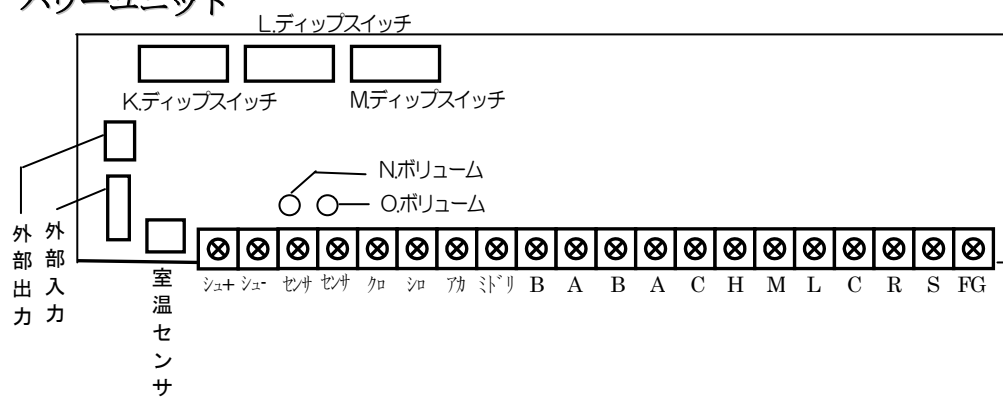 パワーユニット
L.ディップスイッチ
K.ディップスイッチ
M.ディップスイッチ
N.ボリューム
O.ボリューム
外部出力
外部入力
室温センサ
シュ+ シュ- センサ センサ クロ シロ アカ ミドリ B A B A C H M L C R S FG